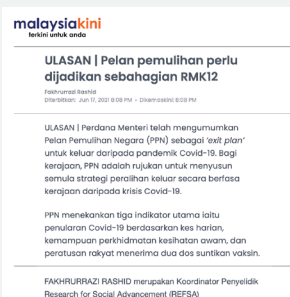 malaysiakini
terkini untuk anda
ULASAN | Pelan pemulihan perlu
dijadikan sebahagian RMK12
Fakhrurrazi Rashid
Diterbitkan: Jun 17, 2021 8:08 PM • Dikemaskini: 8:08 PM
ULASAN | Perdana Menteri telah mengumumkan
Pelan Pemulihan Negara (PPN) sebagai 'exit plan'
untuk keluar daripada pandemik Covid-19. Bagi
kerajaan, PPN adalah rujukan untuk menyusun
semula strategi peralihan keluar secara berfasa
kerajaan daripada krisis Covid-19.
PPN menekankan tiga indikator utama iaitu
penularan Covid-19 berdasarkan kes harian,
kemampuan perkhidmatan kesihatan awam, dan
peratusan rakyat menerima dua dos suntikan vaksin.
FAKHRURRAZI RASHID merupakan Koordinator Penyelidik
Research for Social Advancement (REFSA)